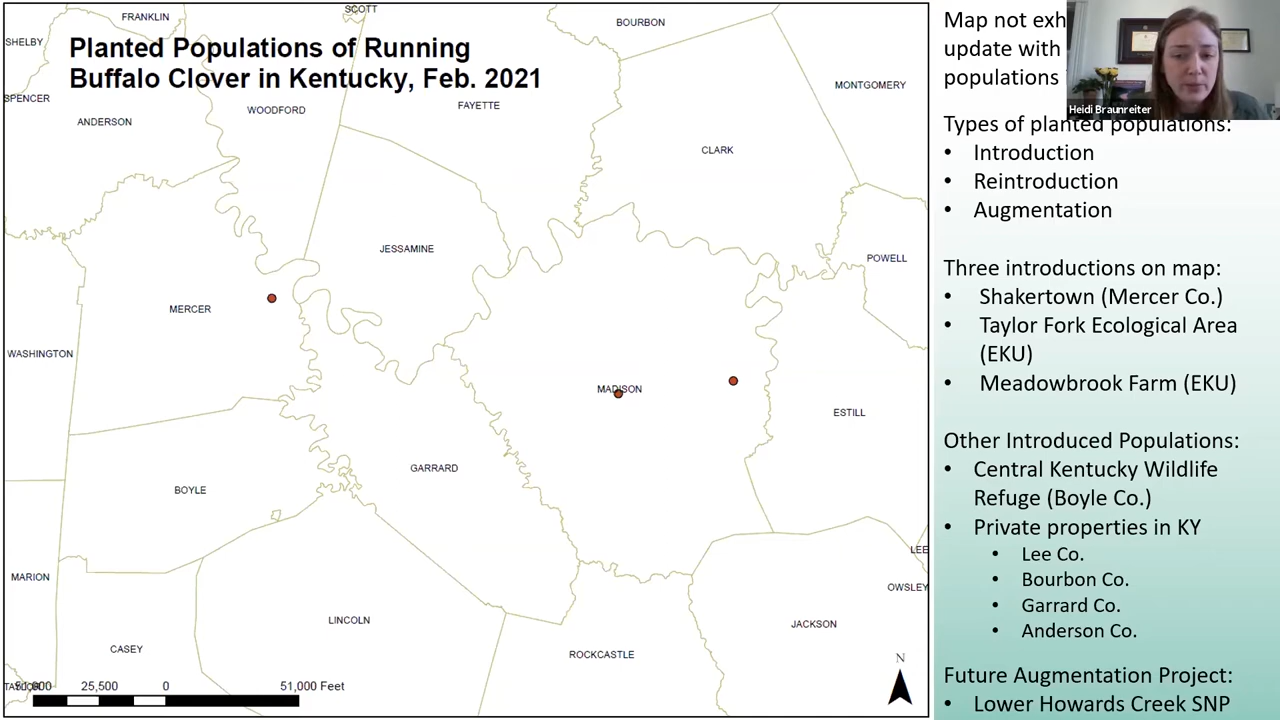 Planted Populations of Running
Buffalo Clover in Kentucky, Feb. 2021
FRANKLIN
SCOTT
BOURBON
SHELBY
SPENCER
ANDERSON
WOODFORD
FAYETTE
MONTGOMERY
CLARK
JESSAMINE
POWELL
MERCER
WASHINGTON
MADISON
ESTILL
GARRARD
BOYLE
MARION
LEE
OWSLEY
LINCOLN
JACKSON
CASEY
ROCKCASTLE
N
25,500
0
51,000 Feet
Map not
update with
populations
Heidi Braunreiter
Types of planted populations:
• Introduction
• Reintroduction
• Augmentation
Three introductions on map:
• Shakertown (Mercer Co.)
• Taylor Fork Ecological Area
(EKU)
• Meadowbrook Farm (EKU)
Other Introduced Populations:
• Central Kentucky Wildlife
Refuge (Boyle Co.)
• Private properties in KY
• Lee Co.
• Bourbon Co.
• Garrard Co.
• Anderson Co.
Future Augmentation Project:
• Lower Howards Creek SNP